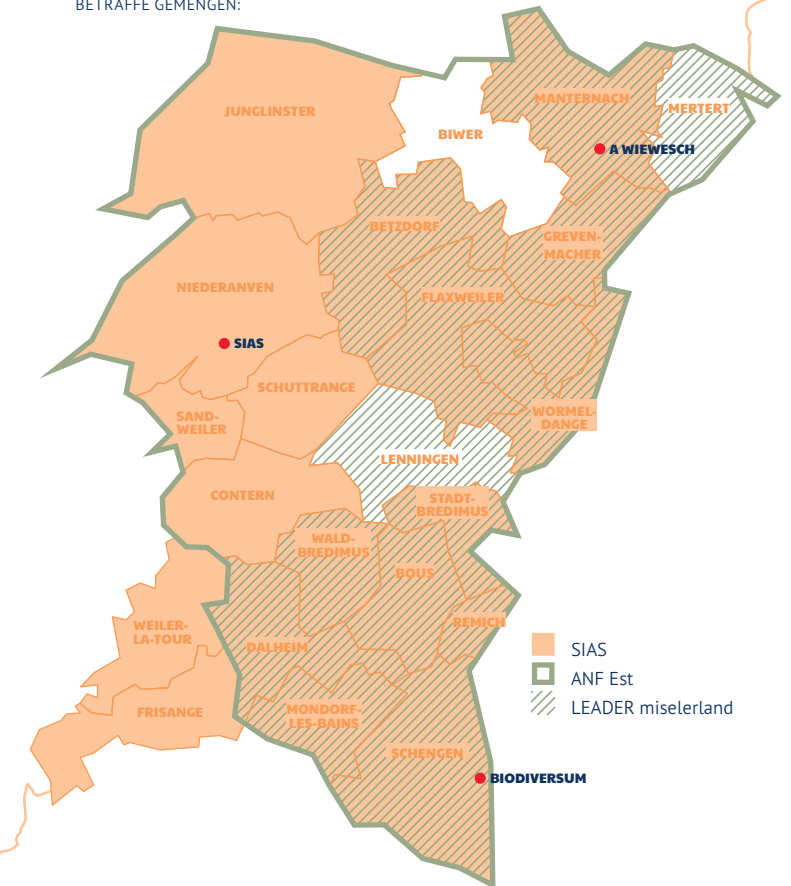 BETRAFFE GEMENGEN:
JUNGLINSTER
BIWER
MANTERNACH
MERTERT
A WIEWESCH
BETZDORF
GREVEN-
MACHER
NIEDERANVEN
FLAXWEILER
SIAS
SCHUTTRANGE
SAND-
WEILER
WORMEL-
DANGE
LENNINGEN
CONTERN
STADT-
BREDIMUS
WALD-
BREDIMUS
BOUS
WEILER-
LA-TOUR
REMICH
DALHEIM
FRISANGE
MONDORF-
LES-BAINS
SCHENGEN
BIODIVERSUM
SIAS
ANF Est
LEADER miselerland